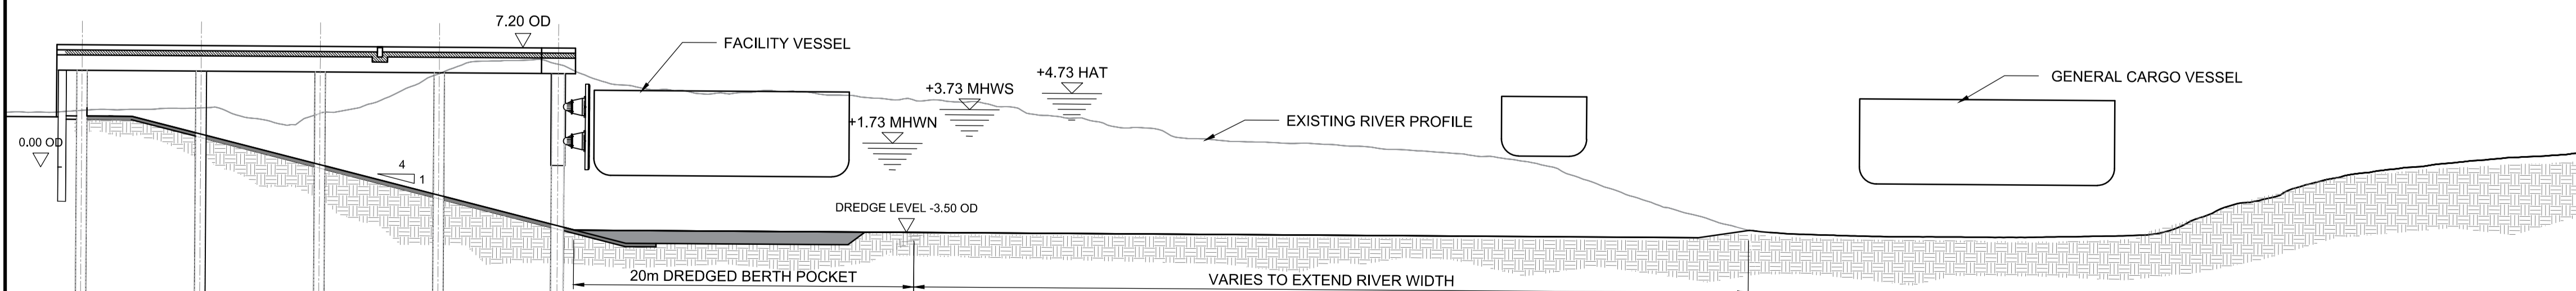 7.20 OD
FACILITY VESSEL
+4.73 HAT
GENERAL CARGO VESSEL
+3.73 MHWS
+1.73 MHWN
EXISTING RIVER PROFILE
0.00 OD
4
1
DREDGE LEVEL -3.50 OD
20m DREDGED BERTH POCKET
VARIES TO EXTEND RIVER WIDTH